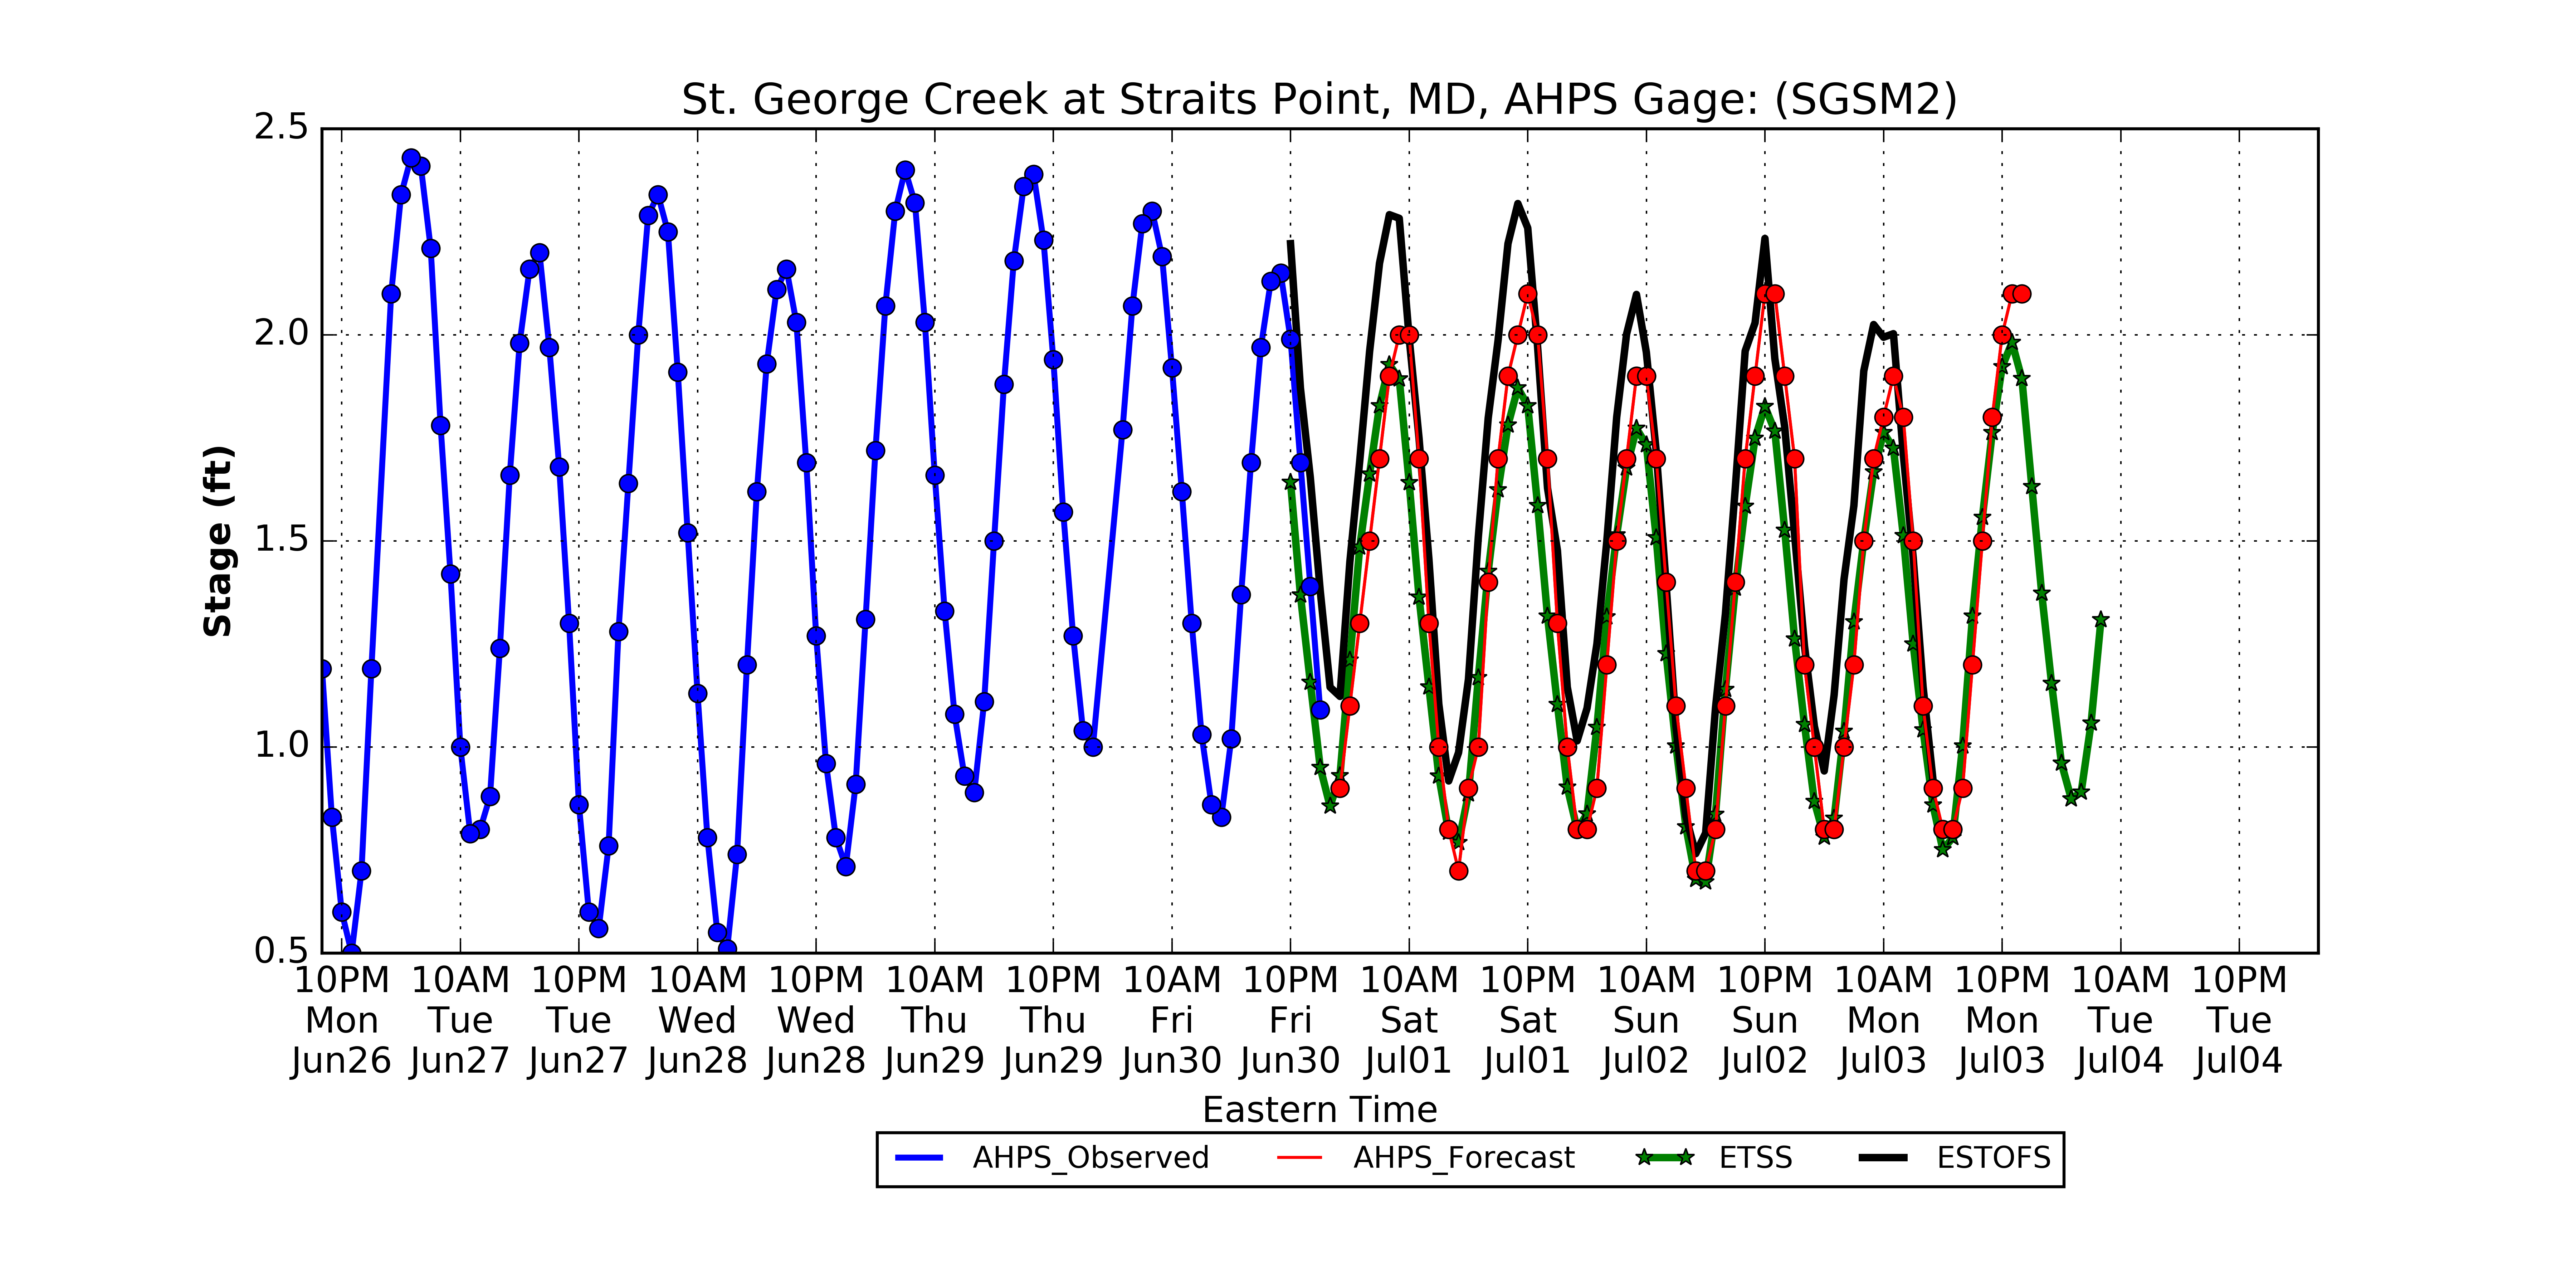 St. George Creek at Straits Point, MD, AHPS Gage: (SGSM2)
2.5
2.0
1.5
1.0
0.5
Stage (ft)
10PM 10AM 10PM 10AM 10PM 10AM 10PM 10AM 10PM 10AM 10PM 10AM 10PM 10AM 10PM 10AM 10PM
Mon Tue Tue Wed Wed Thu Thu Fri Fri Sat Sat Sun Sun Mon Mon Tue Tue
Jun26 Jun27 Jun27 Jun28 Jun28 Jun29 Jun29 Jun30 Jun30 Jul01 Jul01 Jul02 Jul02 Jul03 Jul03 Jul04 Jul04
Eastern Time
AHPS_Observed AHPS_Forecast ETSS ESTOFS